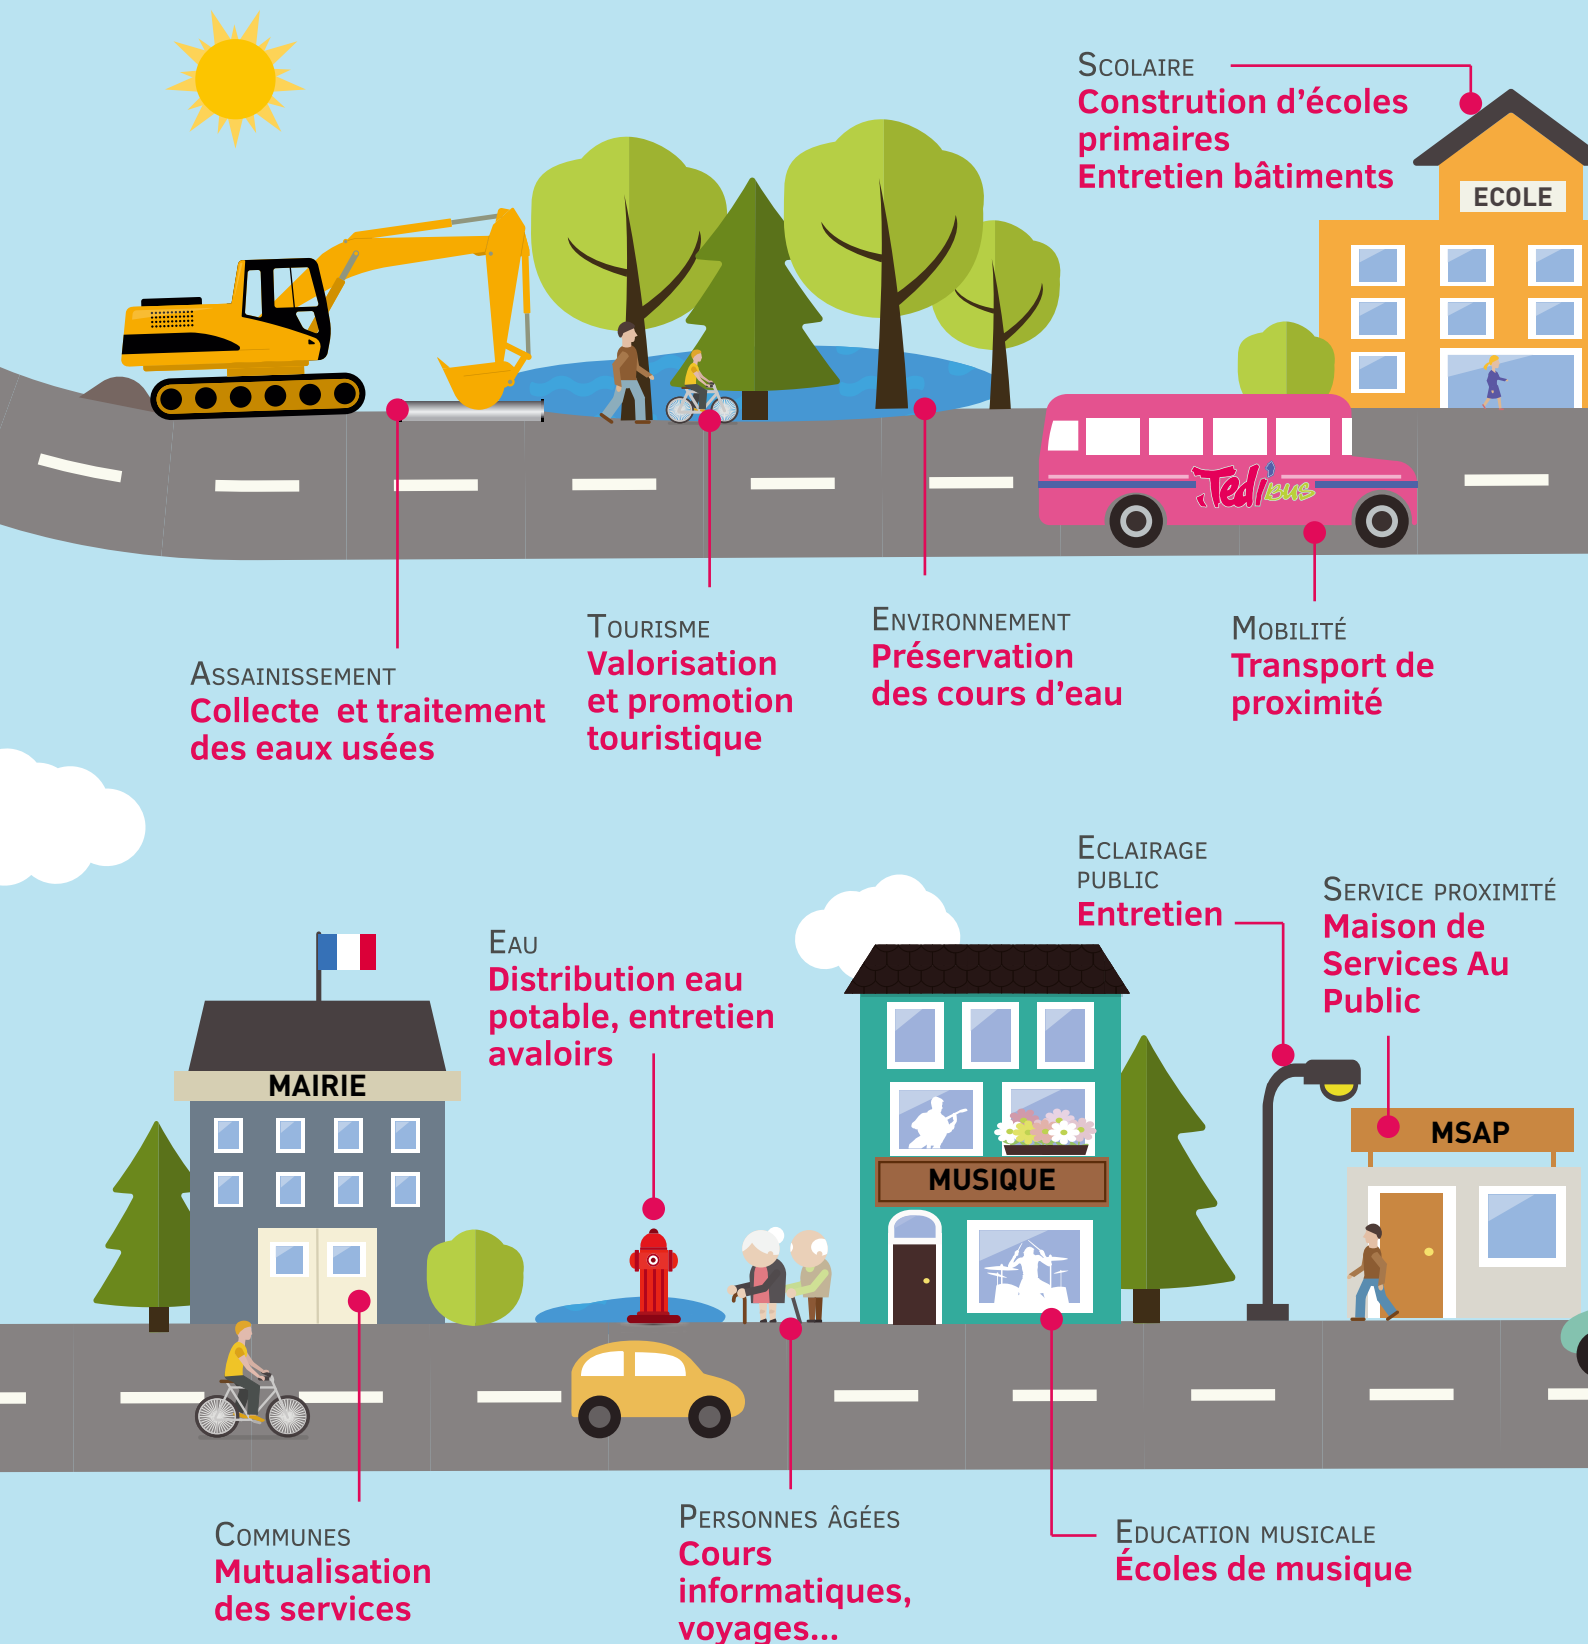 SCOLAIRE
Constrution d'écoles
primaires
Entretien bâtiments
ECOLE
Tédi BUS
ASSAINISSEMENT
Collecte  et traitement
des eaux usées
TOURISME
Valorisation
et promotion
touristique
ENVIRONNEMENT
Préservation
des cours d'eau
MOBILITÉ
Transport de
proximité
MAIRIE
EAU
Distribution eau
potable, entretien
avaloirs
ECLAIRAGE
PUBLIC
Entretien
SERVICE PROXIMITÉ
Maison de
Services Au
Public
MUSIQUE
MSAP
COMMUNES
Mutualisation
des services
PERSONNES ÂGÉES
Cours
informatiques,
voyages...
EDUCATION MUSICALE
Écoles de musique